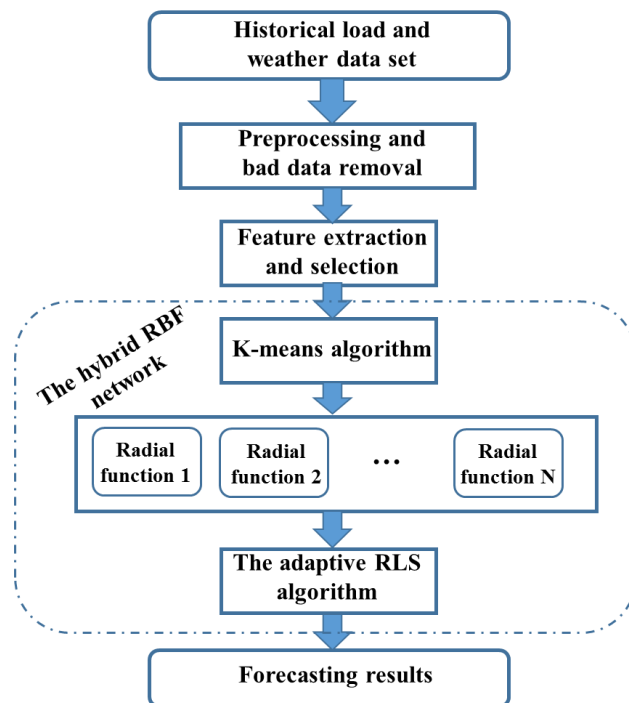 Historical load and
weather data set
Preprocessing and
bad data removal
Feature extraction
and selection
The hybrid RBF
network
K-means algorithm
Radial
function 1
Radial
function 2
...
Radial
function N
The adaptive RLS
algorithm
Forecasting results